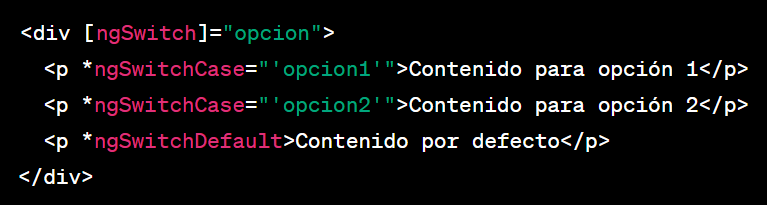 <div [ngSwitch]="opcion">
  <p *ngSwitchCase="'opcion1'">Contenido para opción 1</p>
  <p *ngSwitchCase="'opcion2'">Contenido para opción 2</p>
  <p *ngSwitchDefault>Contenido por defecto</p>
</div>